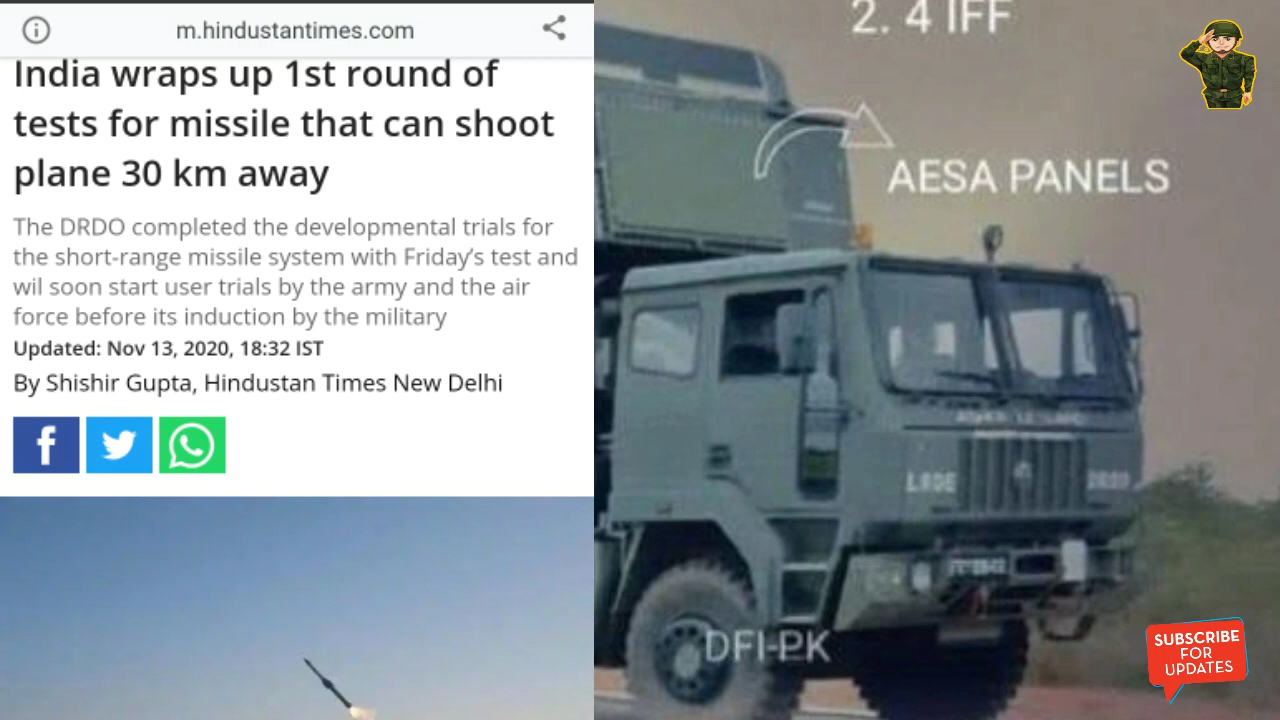 m.hindustantimes.com
India wraps up 1st round of
tests for missile that can shoot
plane 30 km away
The DRDO completed the developmental trials for
the short-range missile system with Friday's test and
wil soon start user trials by the army and the air
force before its induction by the military
Updated: Nov 13, 2020, 18:32 IST
By Shishir Gupta, Hindustan Times New Delhi
2. 4 IFF
AESA PANELS
LRDE
DRDO
DFI-PK
SUBSCRIBE
FOR
UPDATES